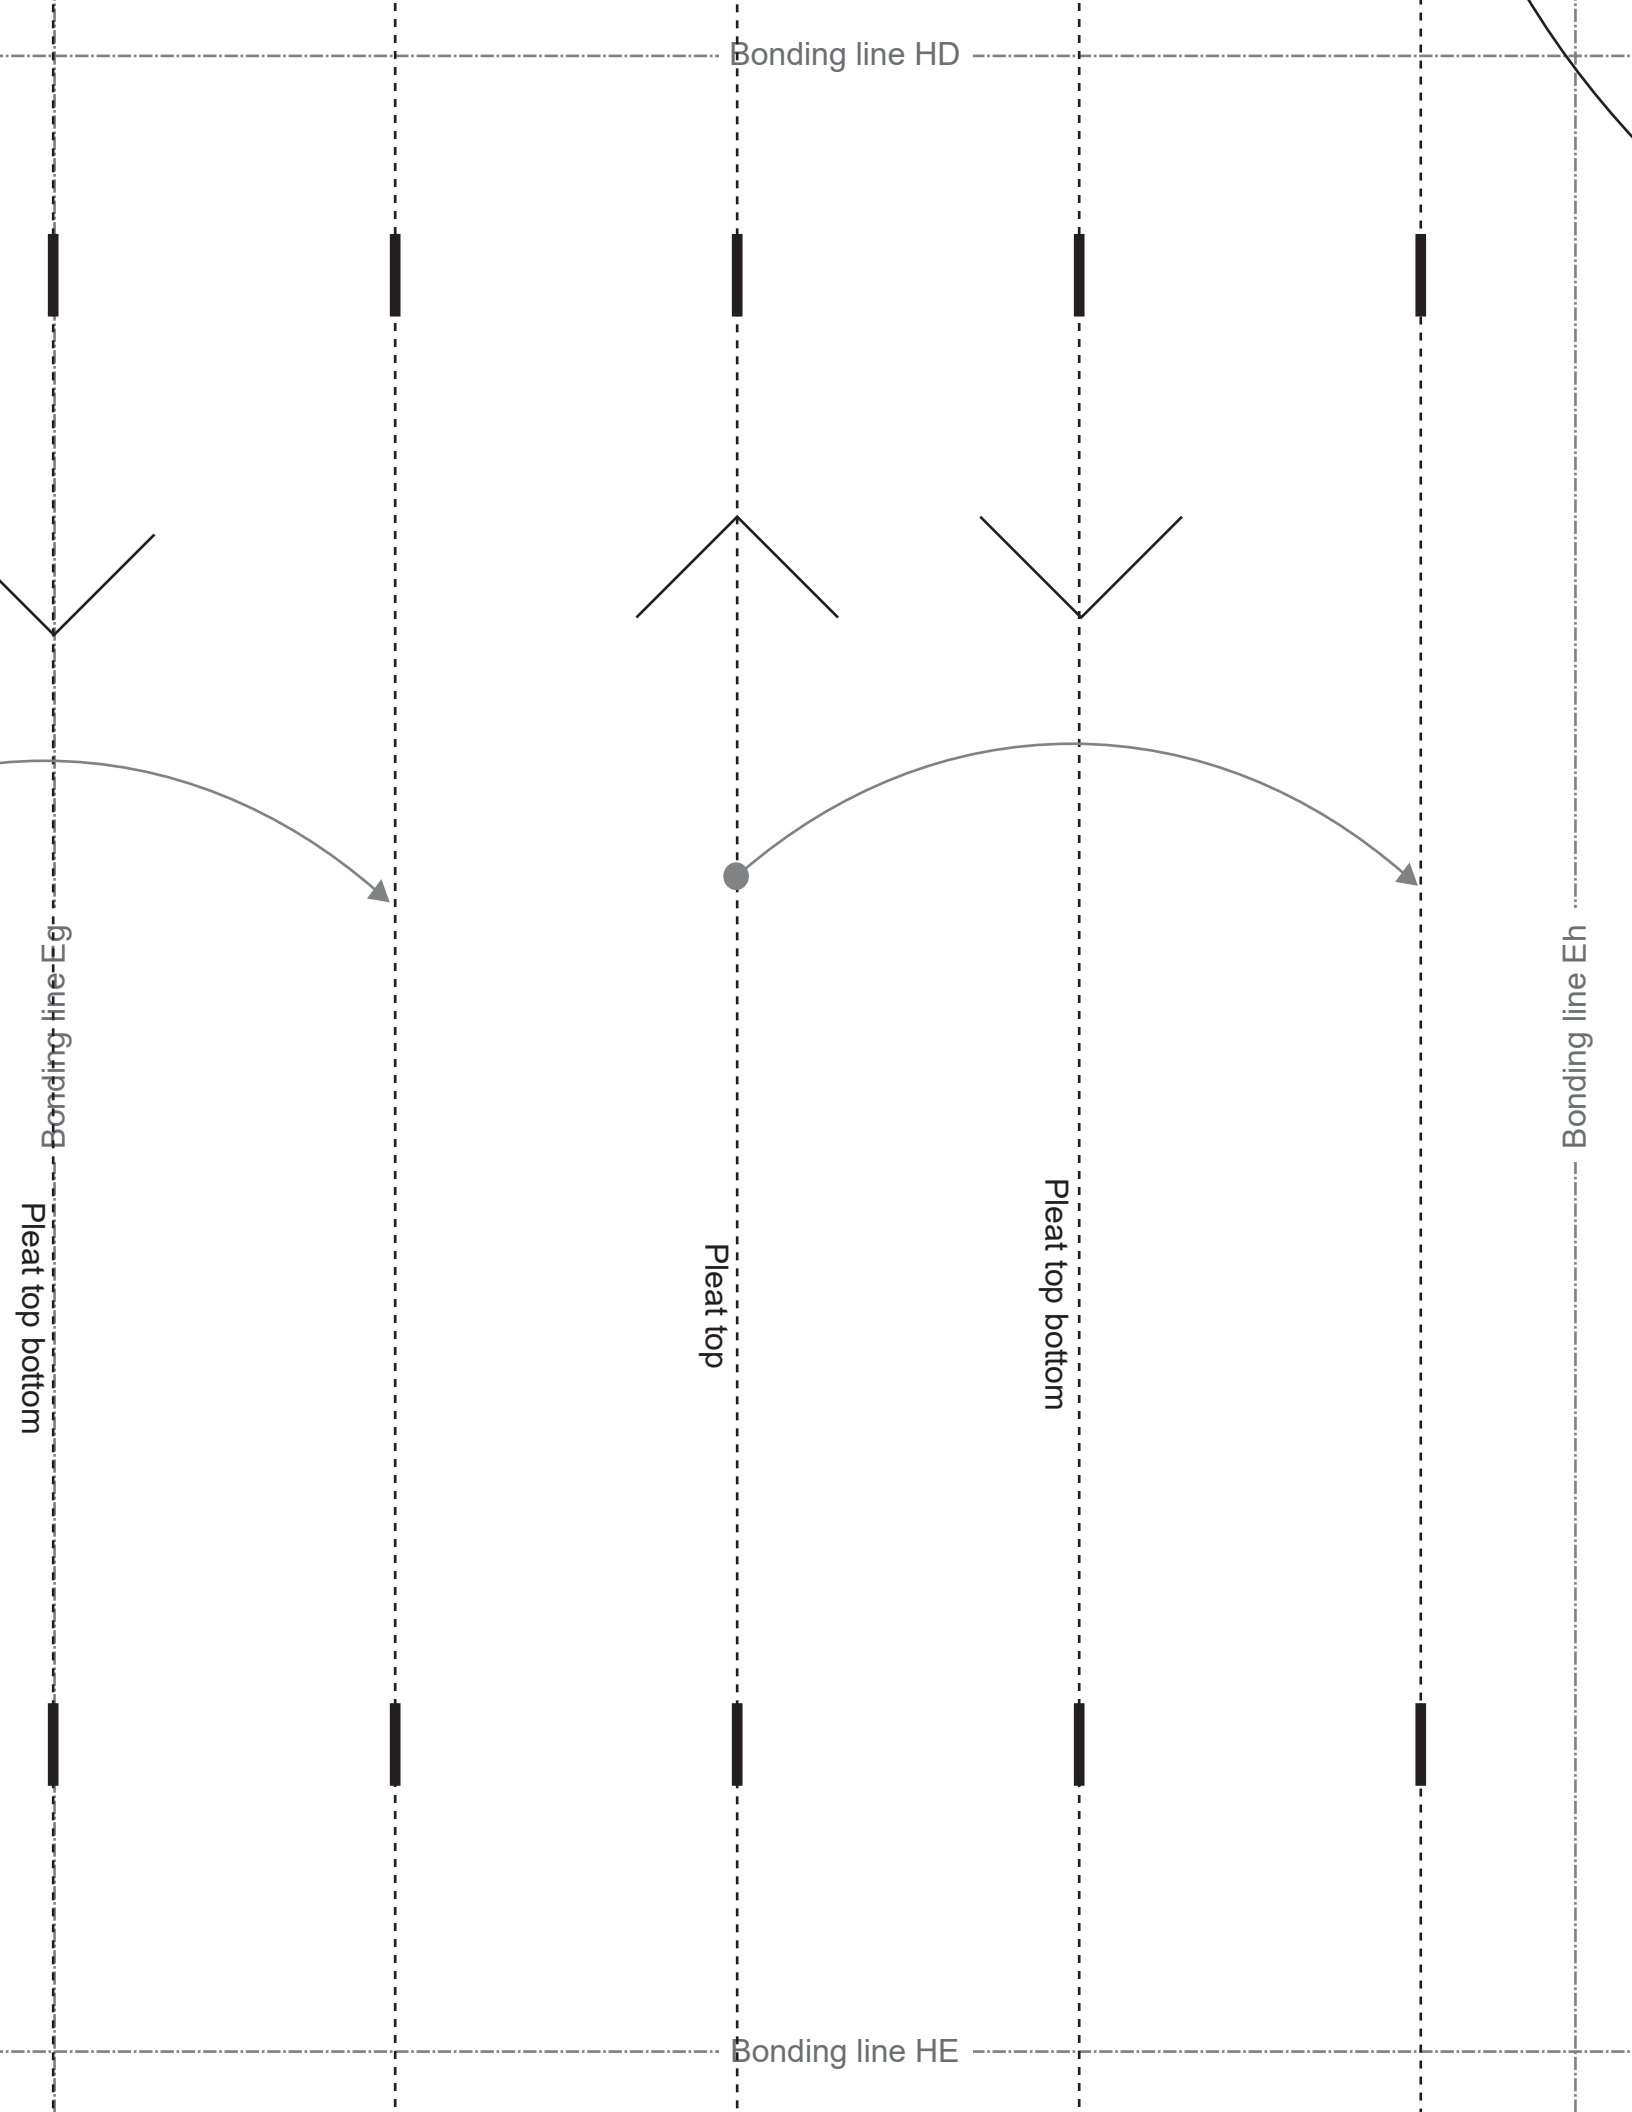 Bonding line HD
Bonding line Eg
Bonding line Eh
Pleat top bottom
Pleat top
Pleat top bottom
Bonding line HE